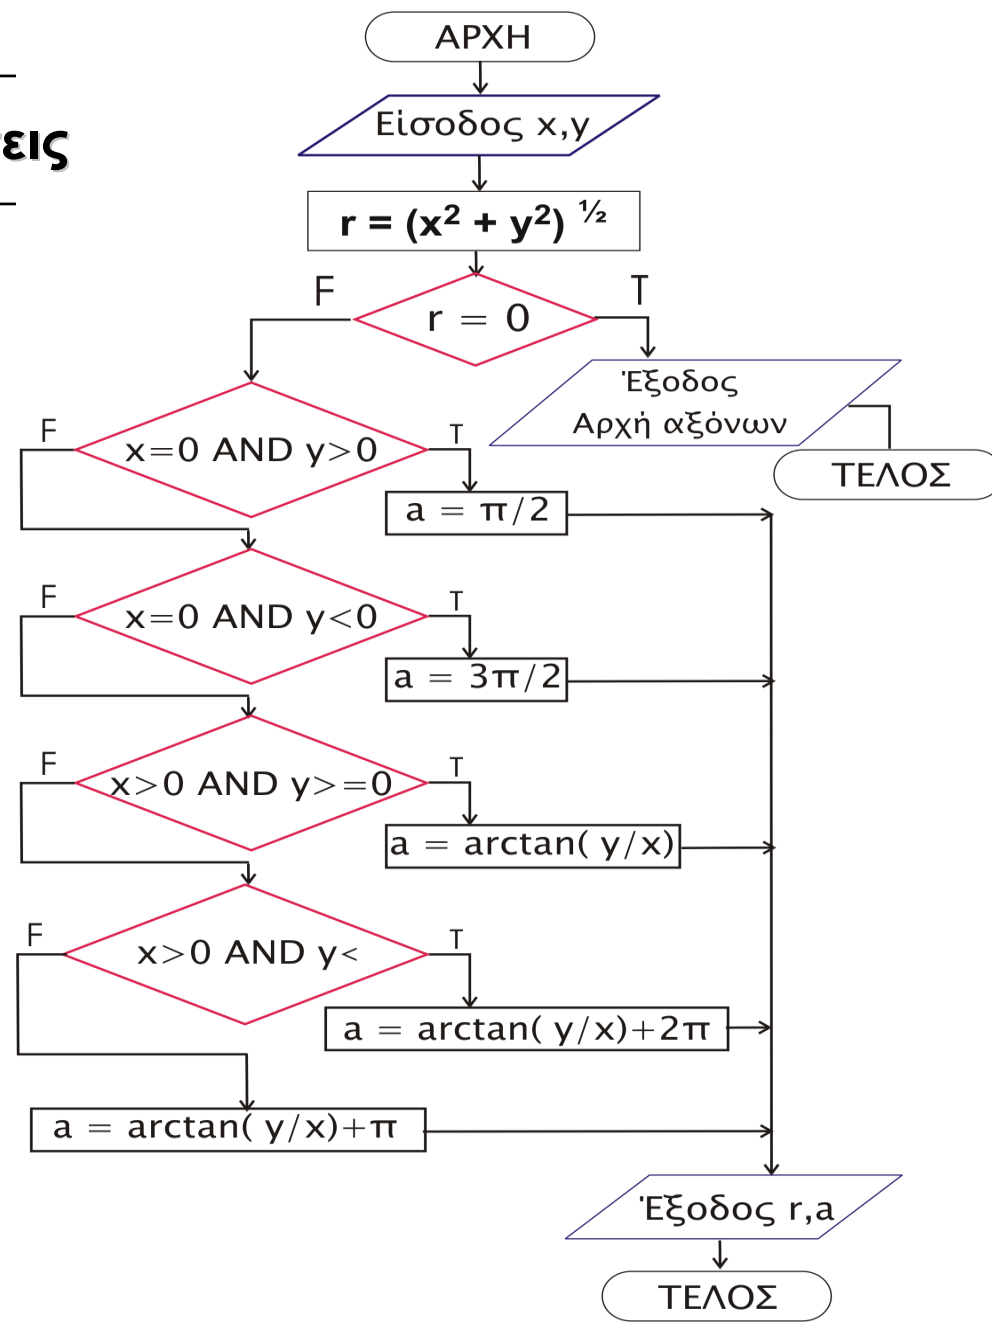 ΑΡΧΗ
Είσοδος x,y
εις
r = (x² + y²) ½
F
T
r = 0
Έξοδος
Αρχή αξόνων
F
T
x=0 AND y>0
ΤΕΛΟΣ
a = π/2
F
T
x=0 AND y<0
a = 3π/2
F
T
x>0 AND y>=0
a = arctan( y/x)
F
T
x>0 AND y<
a = arctan( y/x)+2π
a = arctan( y/x)+π
Έξοδος r,a
ΤΕΛΟΣ